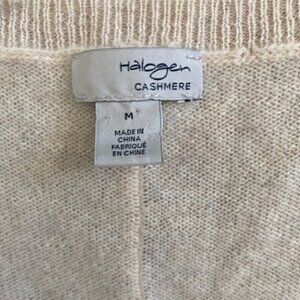 Halogen
CASHMERE
M
MADE IN
CHINA
FABRIQUÉ
EN CHINE